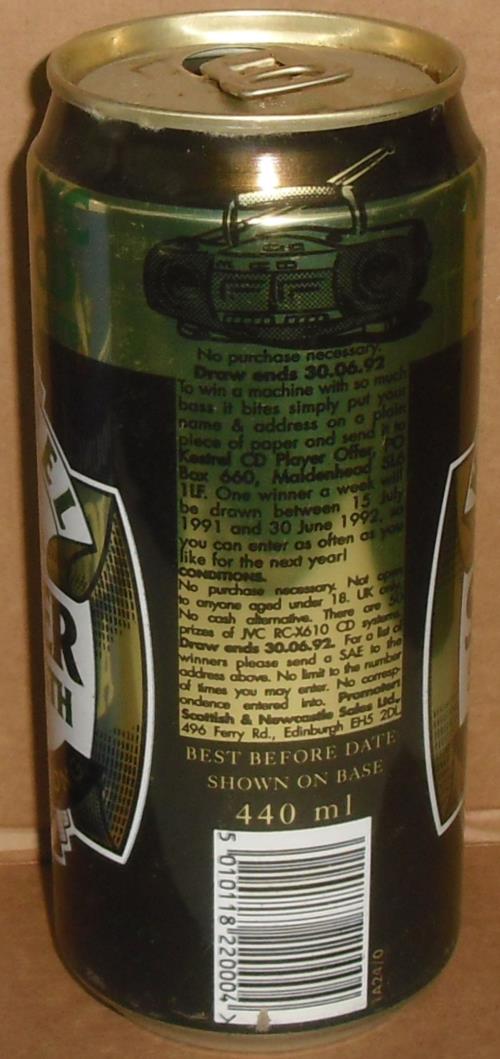 No purchase necessary.
Draw ends 30.06.92
To win a machine with so much
bass it bites simply put your
name & address on a plain
piece of paper and send it to
Kestrel CD Player Offer, PO
Box 660, Maidenhead SL6
1LF. One winner a week will
be drawn between 15 July
1991 and 30 June 1992, so
you can enter as often as you
like for the next year!
CONDITIONS.
No purchase necessary. Not open
to anyone aged under 18. UK only.
No cash alternative. There are 50
prizes of JVC RC-X610 CD systems.
Draw ends 30.06.92. For a list of
winners please send a SAE to the
address above. No limit to the number
of times you may enter. No corresp-
ondence entered into. Promoters
Scottish & Newcastle Sales Ltd.,
496 Ferry Rd., Edinburgh EH5 2DL
BEST BEFORE DATE
SHOWN ON BASE
440 ml
5 010118 220004 >
1A24/0
EL
ER
TH